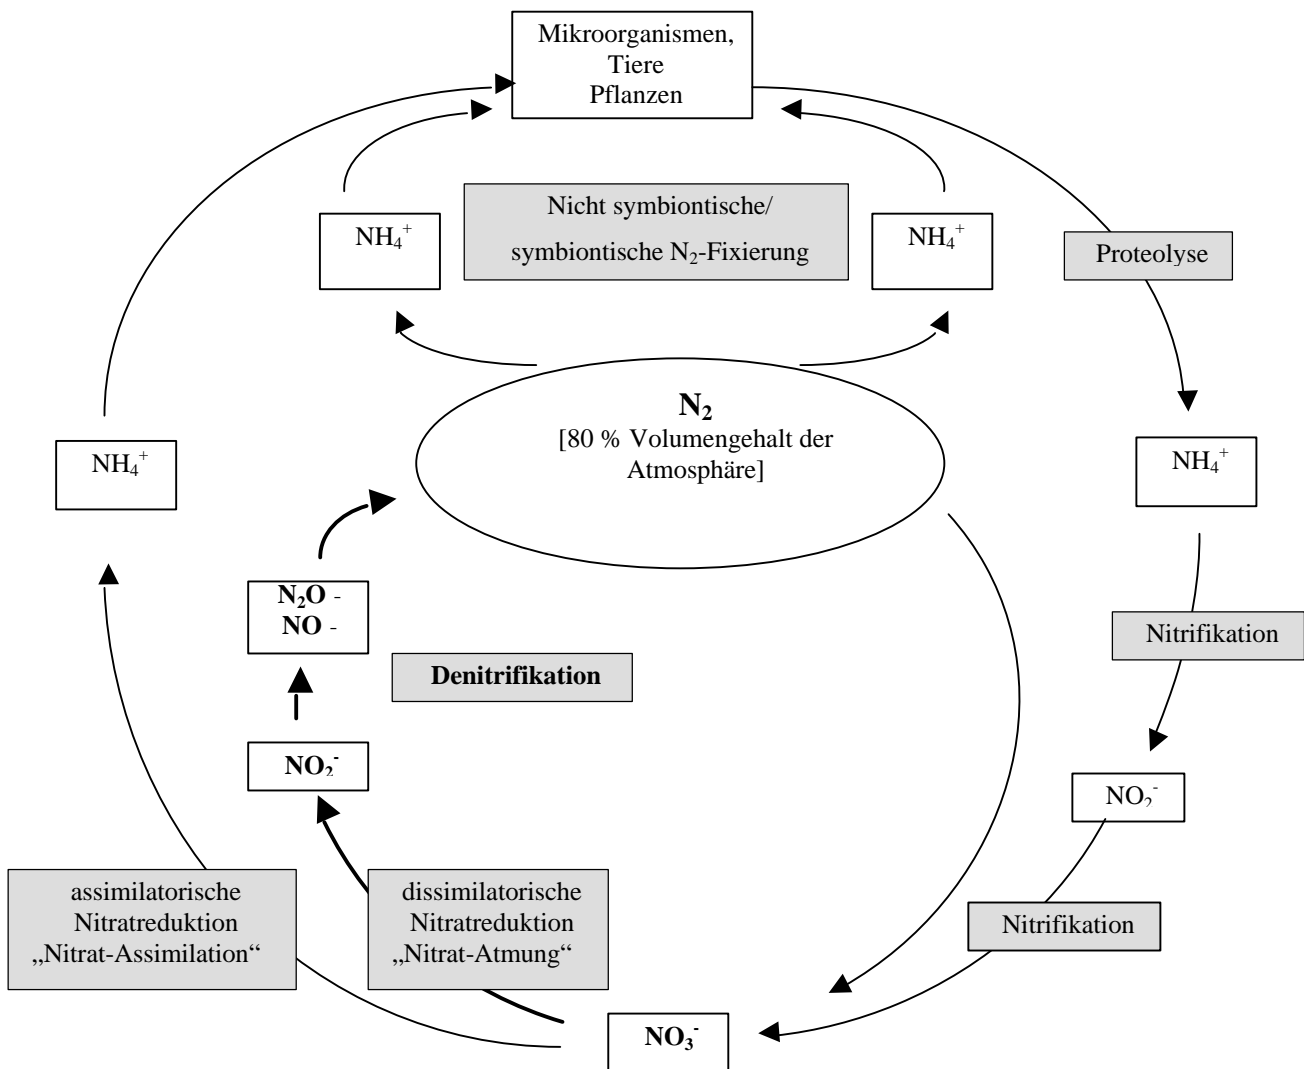 Mikroorganismen,
Tiere
Pflanzen
Nicht symbiontische/
symbiontische N₂-Fixierung
NH₄⁺
NH₄⁺
Proteolyse
N₂
[80 % Volumengehalt der
Atmosphäre]
NH₄⁺
NH₄⁺
N₂O -
NO -
Nitrifikation
Denitrifikation
NO₂⁻
NO₂⁻
assimilatorische
Nitratreduktion
„Nitrat-Assimilation“
dissimilatorische
Nitratreduktion
„Nitrat-Atmung“
Nitrifikation
NO₃⁻